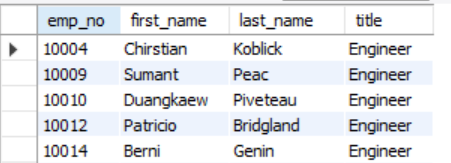 emp_no first_name last_name title
10004 Chirstian Koblick Engineer
10009 Sumant Peac Engineer
10010 Duangkaew Piveteau Engineer
10012 Patricio Bridgland Engineer
10014 Berni Genin Engineer